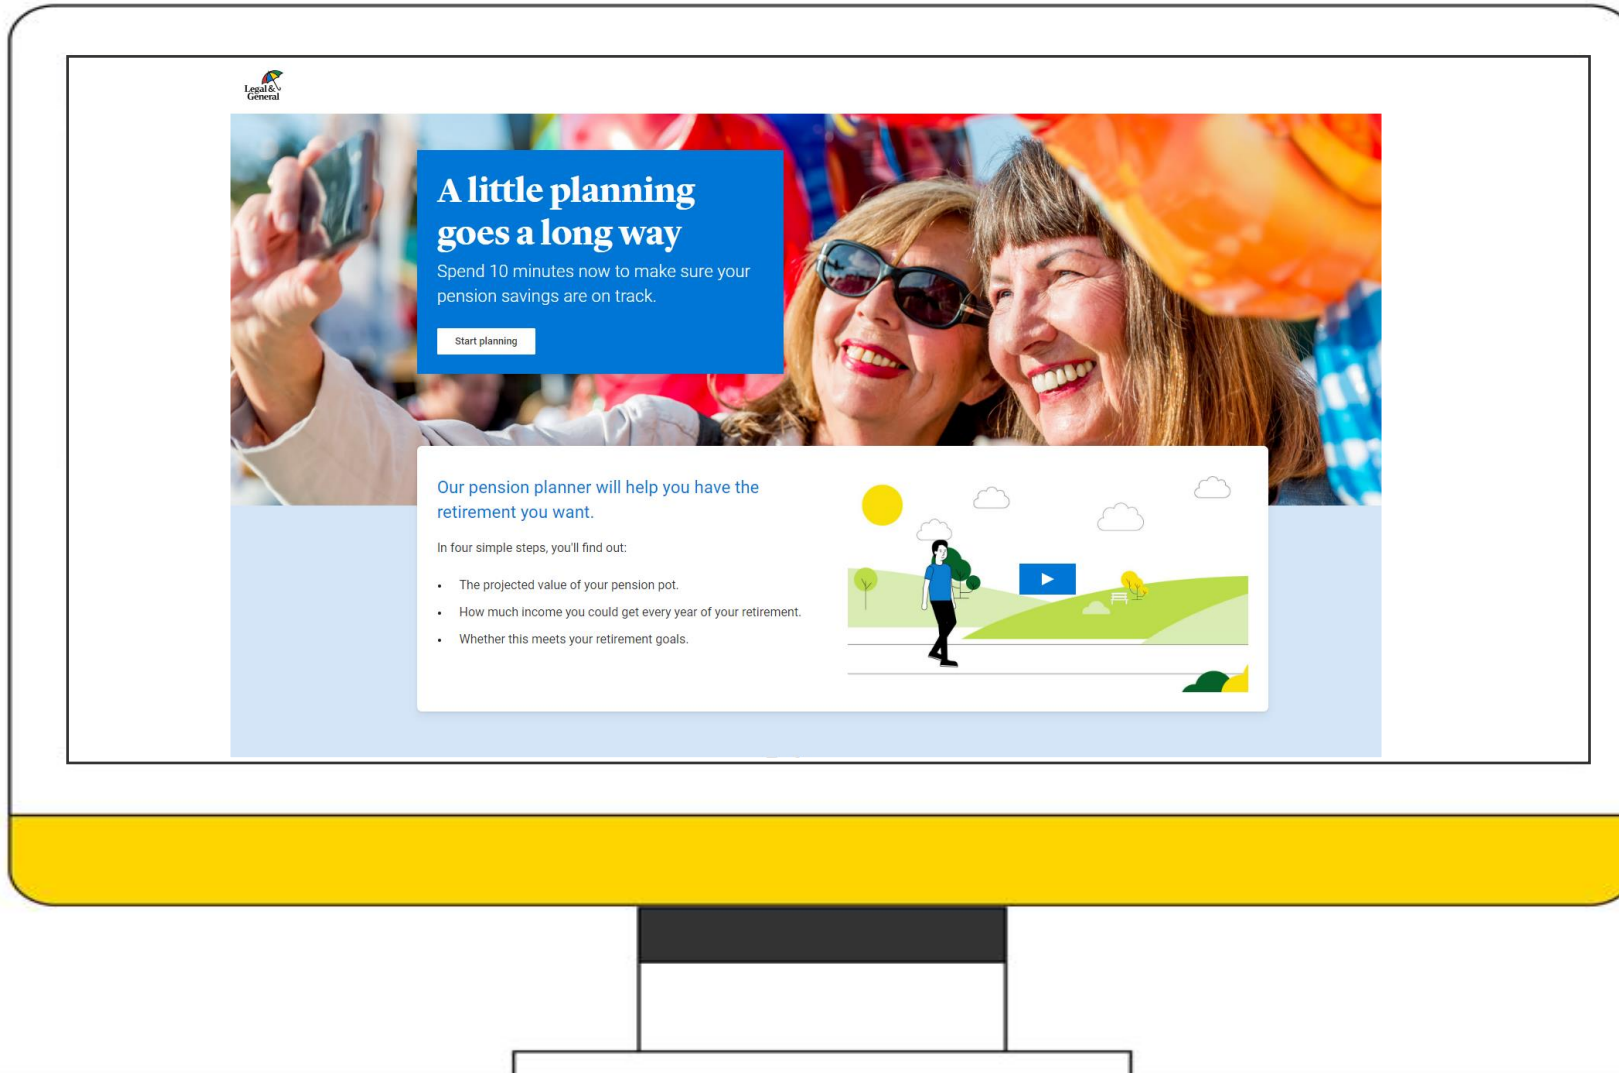 Legal &
General
A little planning
goes a long way
Spend 10 minutes now to make sure your
pension savings are on track.
Start planning
Our pension planner will help you have the
retirement you want.
In four simple steps, you'll find out:
• The projected value of your pension pot.
• How much income you could get every year of your retirement.
• Whether this meets your retirement goals.